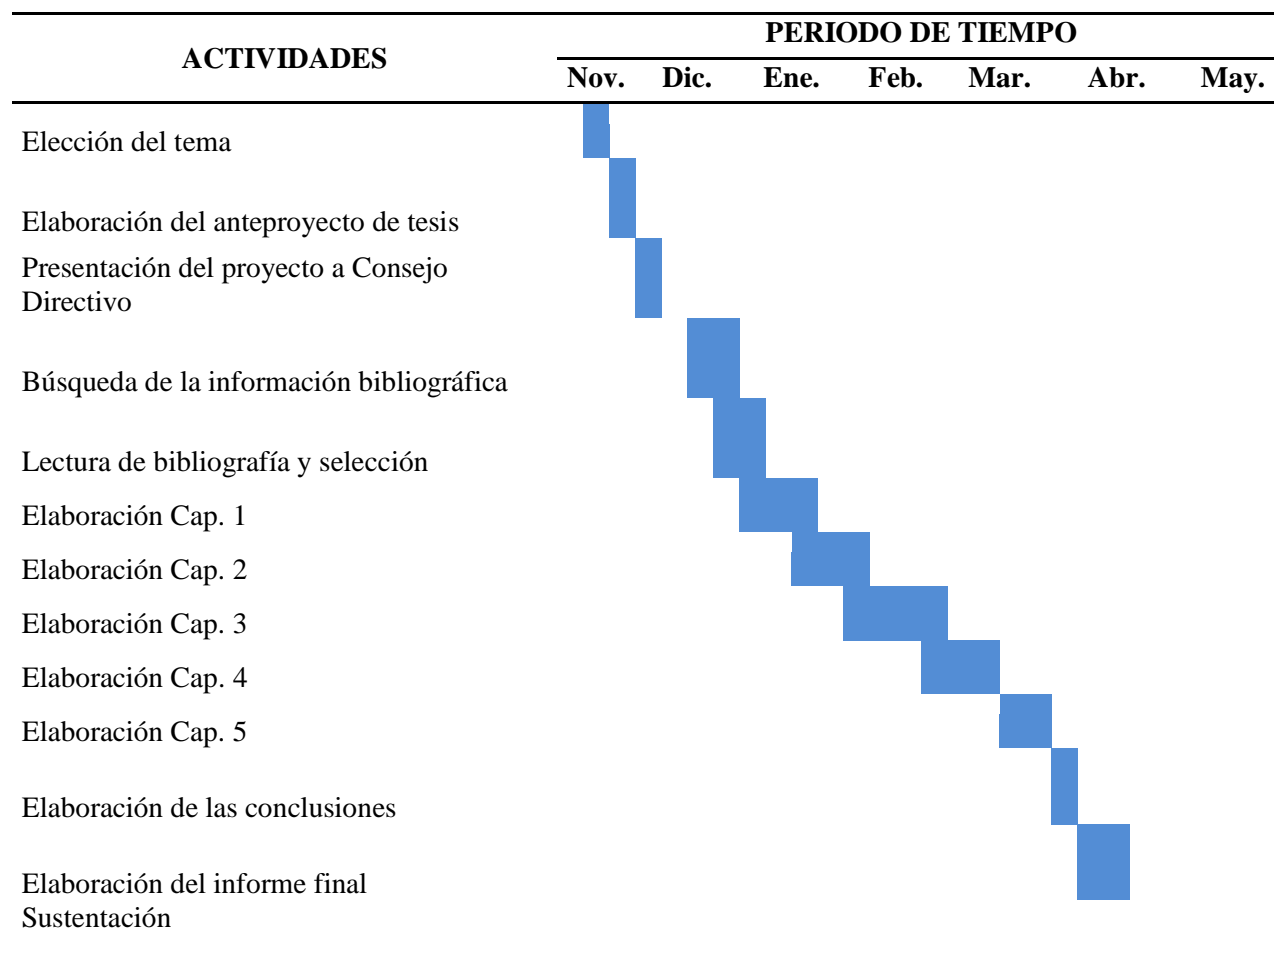 ACTIVIDADES
PERIODO DE TIEMPO
Nov. Dic. Ene. Feb. Mar. Abr. May.
Elección del tema
Elaboración del anteproyecto de tesis
Presentación del proyecto a Consejo
Directivo
Búsqueda de la información bibliográfica
Lectura de bibliografía y selección
Elaboración Cap. 1
Elaboración Cap. 2
Elaboración Cap. 3
Elaboración Cap. 4
Elaboración Cap. 5
Elaboración de las conclusiones
Elaboración del informe final
Sustentación